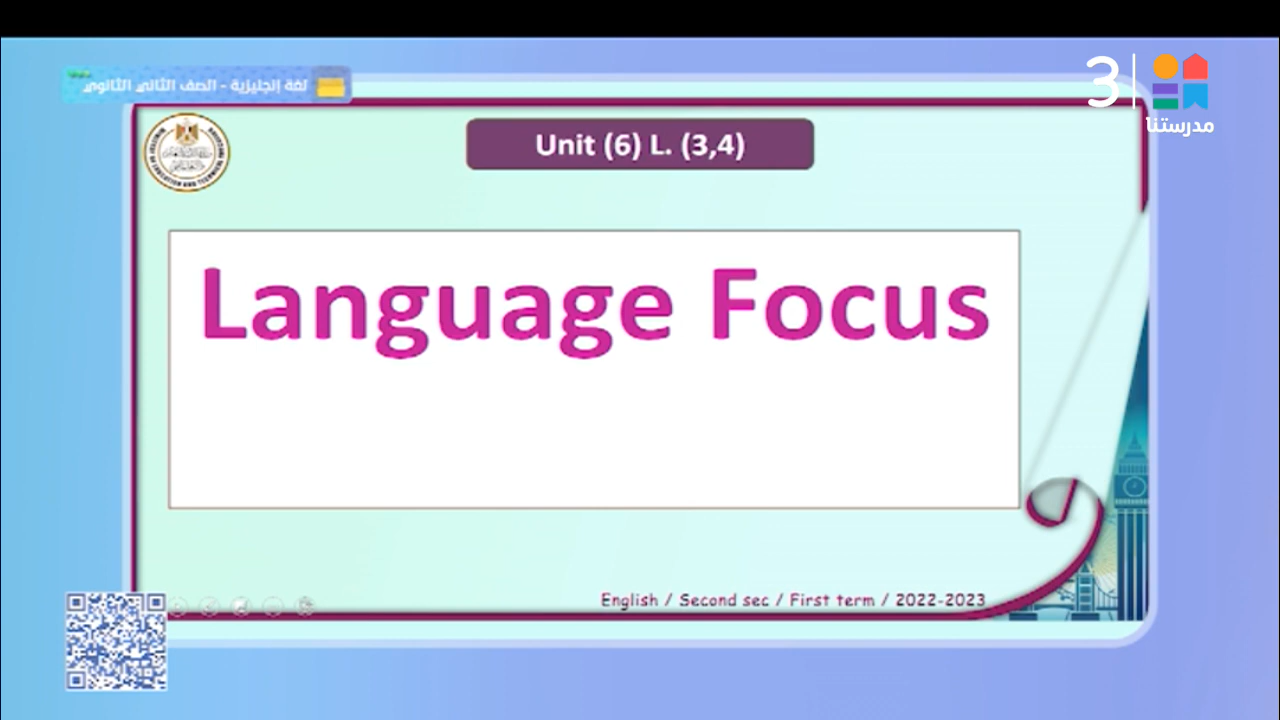 لغة إنجليزية - الصف الثاني الثانوي
3
مدرستنا
Unit (6) L. (3,4)
Language Focus
English / Second sec / First term / 2022-2023